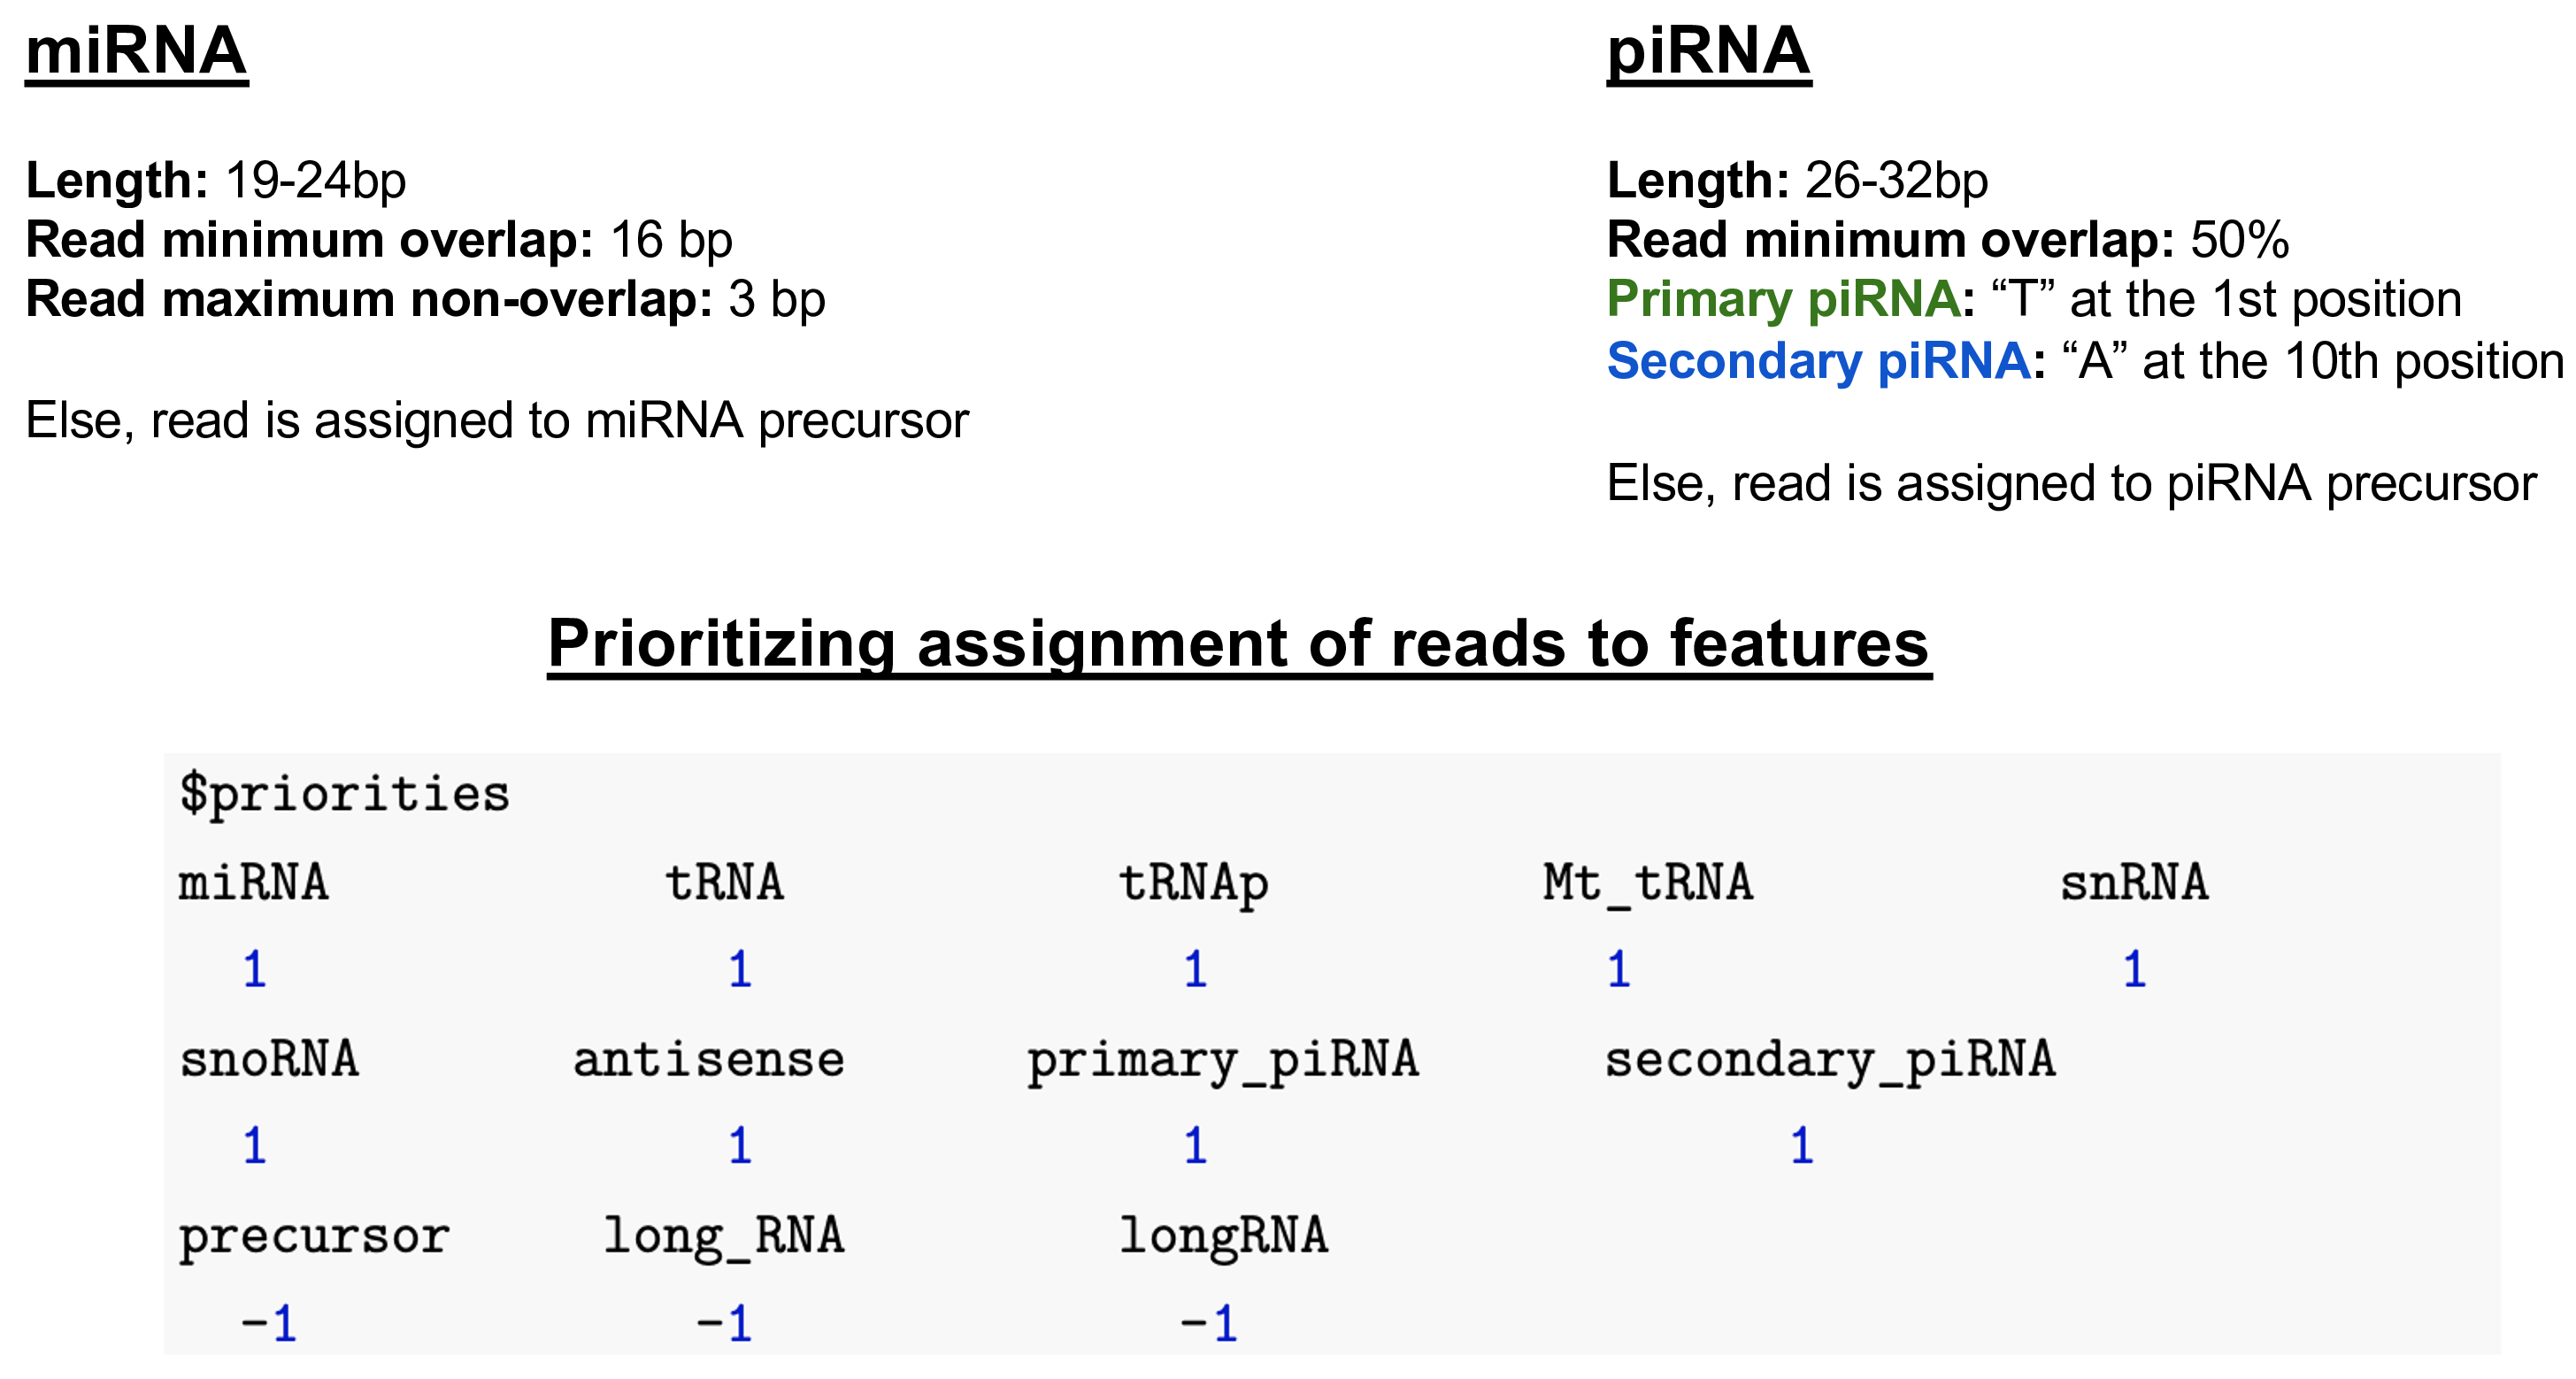 miRNA
Length: 19-24bp
Read minimum overlap: 16 bp
Read maximum non-overlap: 3 bp
Else, read is assigned to miRNA precursor
piRNA
Length: 26-32bp
Read minimum overlap: 50%
Primary piRNA: “T” at the 1st position
Secondary piRNA: “A” at the 10th position
Else, read is assigned to piRNA precursor
Prioritizing assignment of reads to features
$priorities
miRNA tRNA tRNAp Mt_tRNA snRNA
1 1 1 1 1
snoRNA antisense primary_piRNA secondary_piRNA
1 1 1 1
precursor long_RNA longRNA
-1 -1 -1